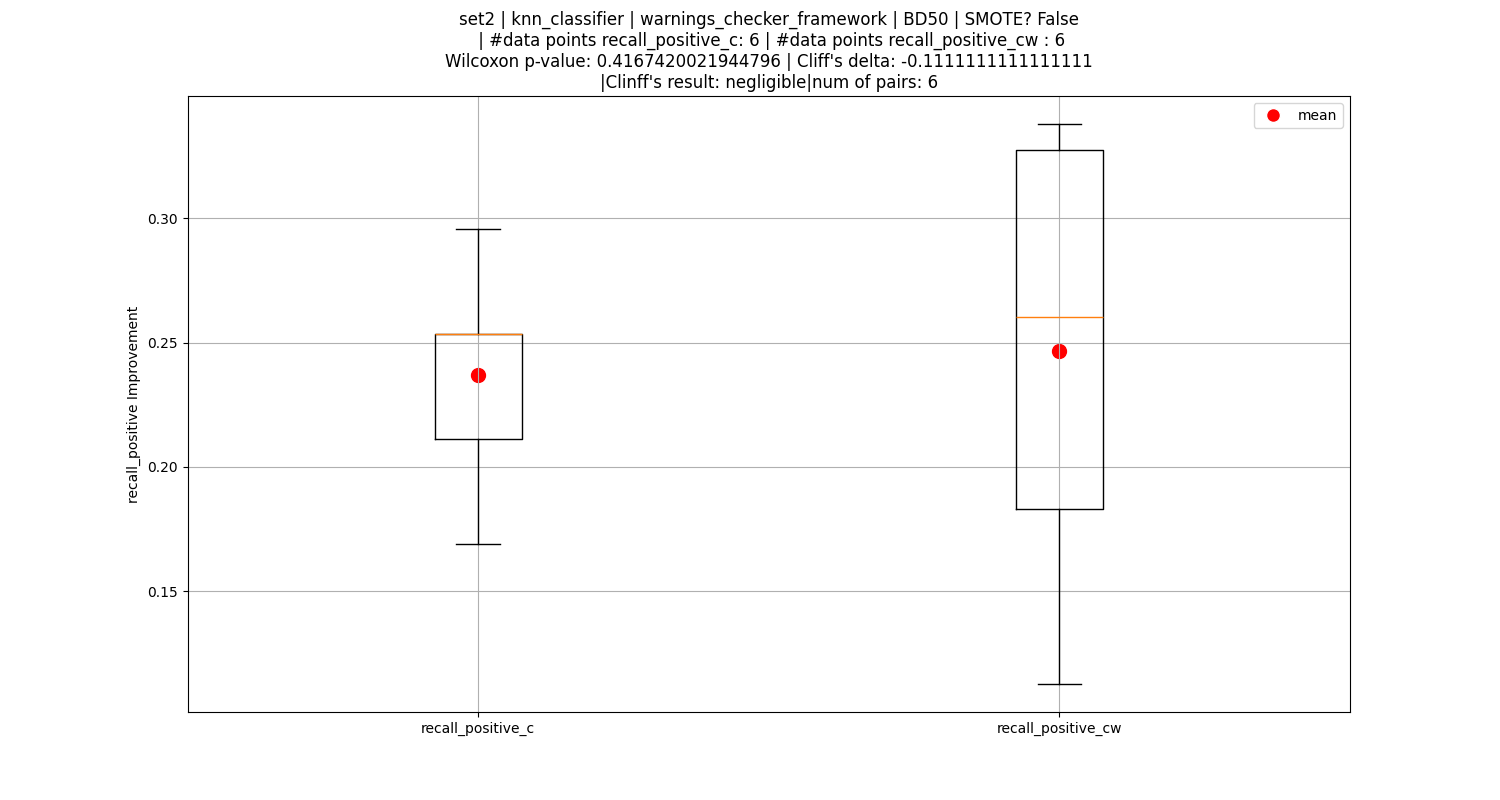 set2 | knn_classifier | warnings_checker_framework | BD50 | SMOTE? False
| #data points recall_positive_c: 6 | #data points recall_positive_cw : 6
Wilcoxon p-value: 0.4167420021944796 | Cliff's delta: -0.1111111111111111
|Clinff's result: negligible|num of pairs: 6
mean
0.30
0.25
0.20
0.15
recall_positive Improvement
recall_positive_c
recall_positive_cw